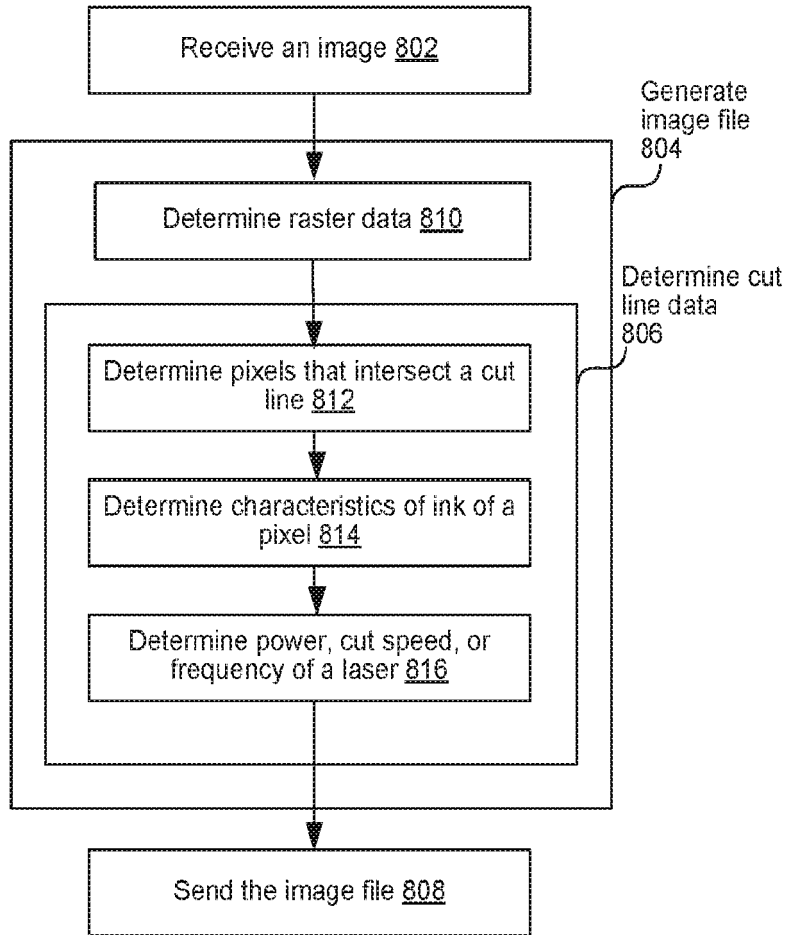 Receive an image 802
Generate
image file
804
Determine raster data 810
Determine cut
line data
806
Determine pixels that intersect a cut
line 812
Determine characteristics of ink of a
pixel 814
Determine power, cut speed, or
frequency of a laser 816
Send the image file 808